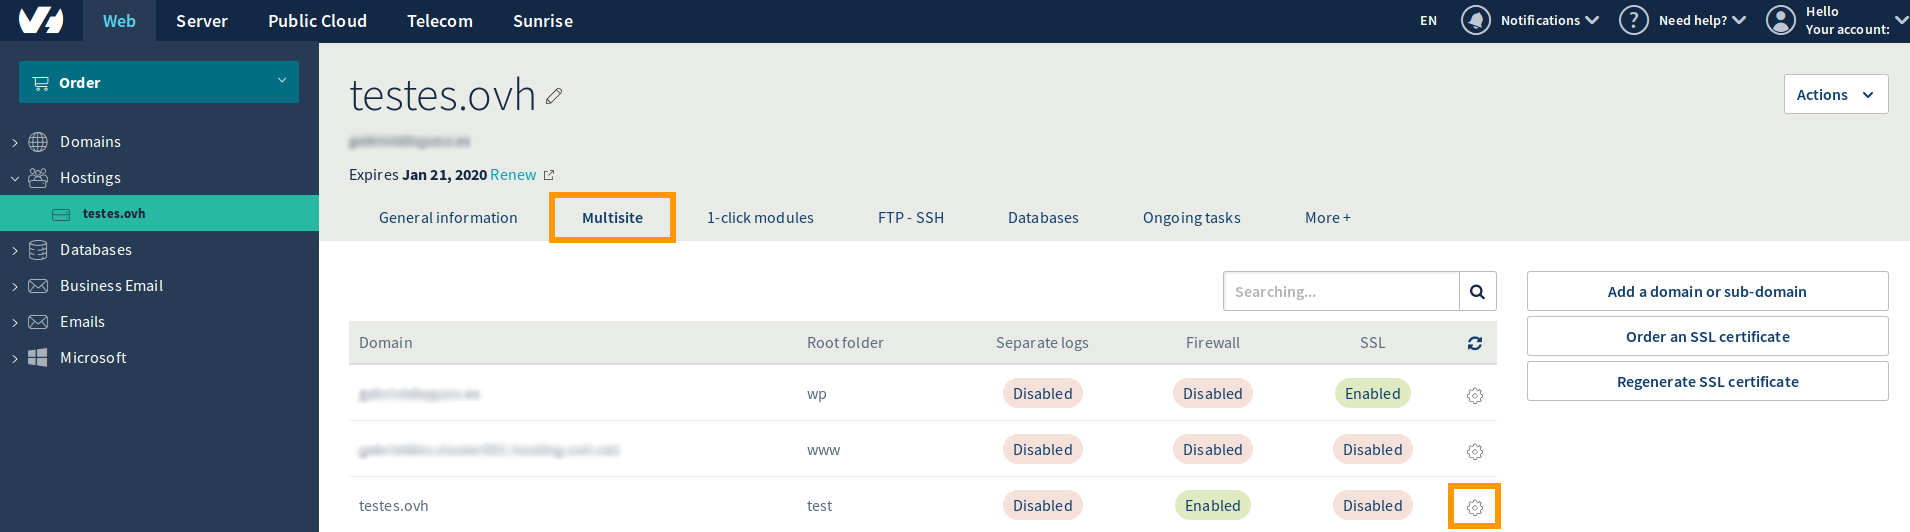 Web Server Public Cloud Telecom Sunrise EN Notifications Need help? Hello
Your account:
Order
Domains
Hostings
testes.ovh
Databases
Business Email
Emails
Microsoft
testes.ovh
Actions
Expires Jan 21, 2020 Renew
General information Multisite 1-click modules FTP - SSH Databases Ongoing tasks More +
Searching...
Add a domain or sub-domain
Order an SSL certificate
Regenerate SSL certificate
Domain Root folder Separate logs Firewall SSL
wp Disabled Disabled Enabled
www Disabled Disabled Disabled
testes.ovh test Disabled Enabled Disabled